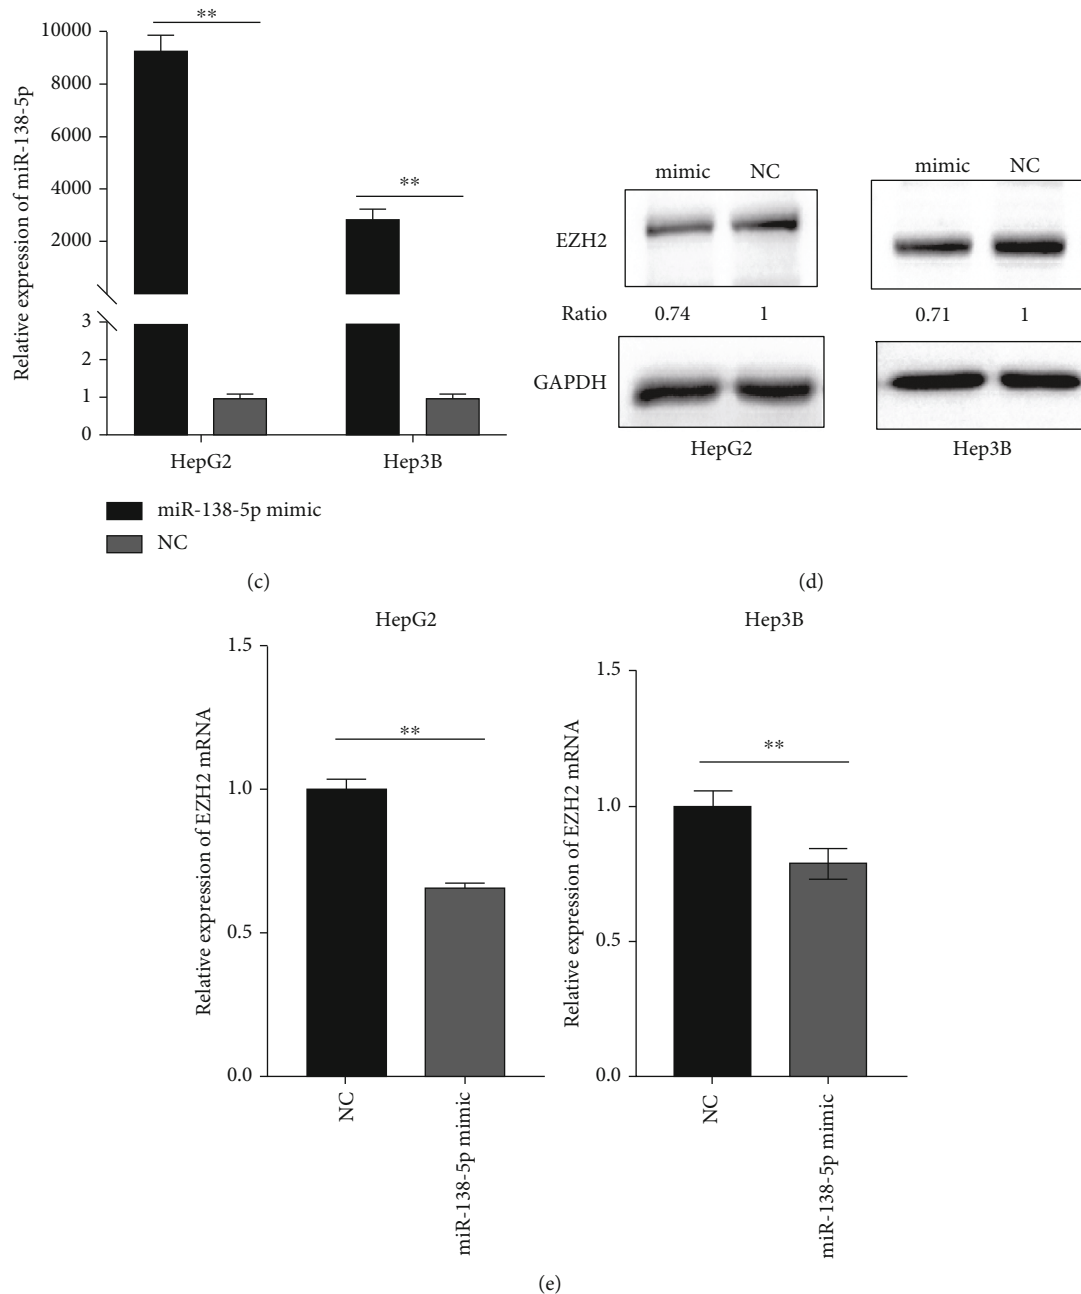 **
10000
8000
6000
4000
2000
3
2
1
0
Relative expression of miR-138-5p
**
HepG2
Hep3B
miR-138-5p mimic
NC
(c)
mimic NC
mimic NC
EZH2
Ratio 0.74 1
0.71 1
GAPDH
HepG2
Hep3B
(d)
HepG2
1.5
1.0
0.5
0.0
Relative expression of EZH2 mRNA
**
NC
miR-138-5p mimic
Hep3B
1.5
1.0
0.5
0.0
Relative expression of EZH2 mRNA
**
NC
miR-138-5p mimic
(e)